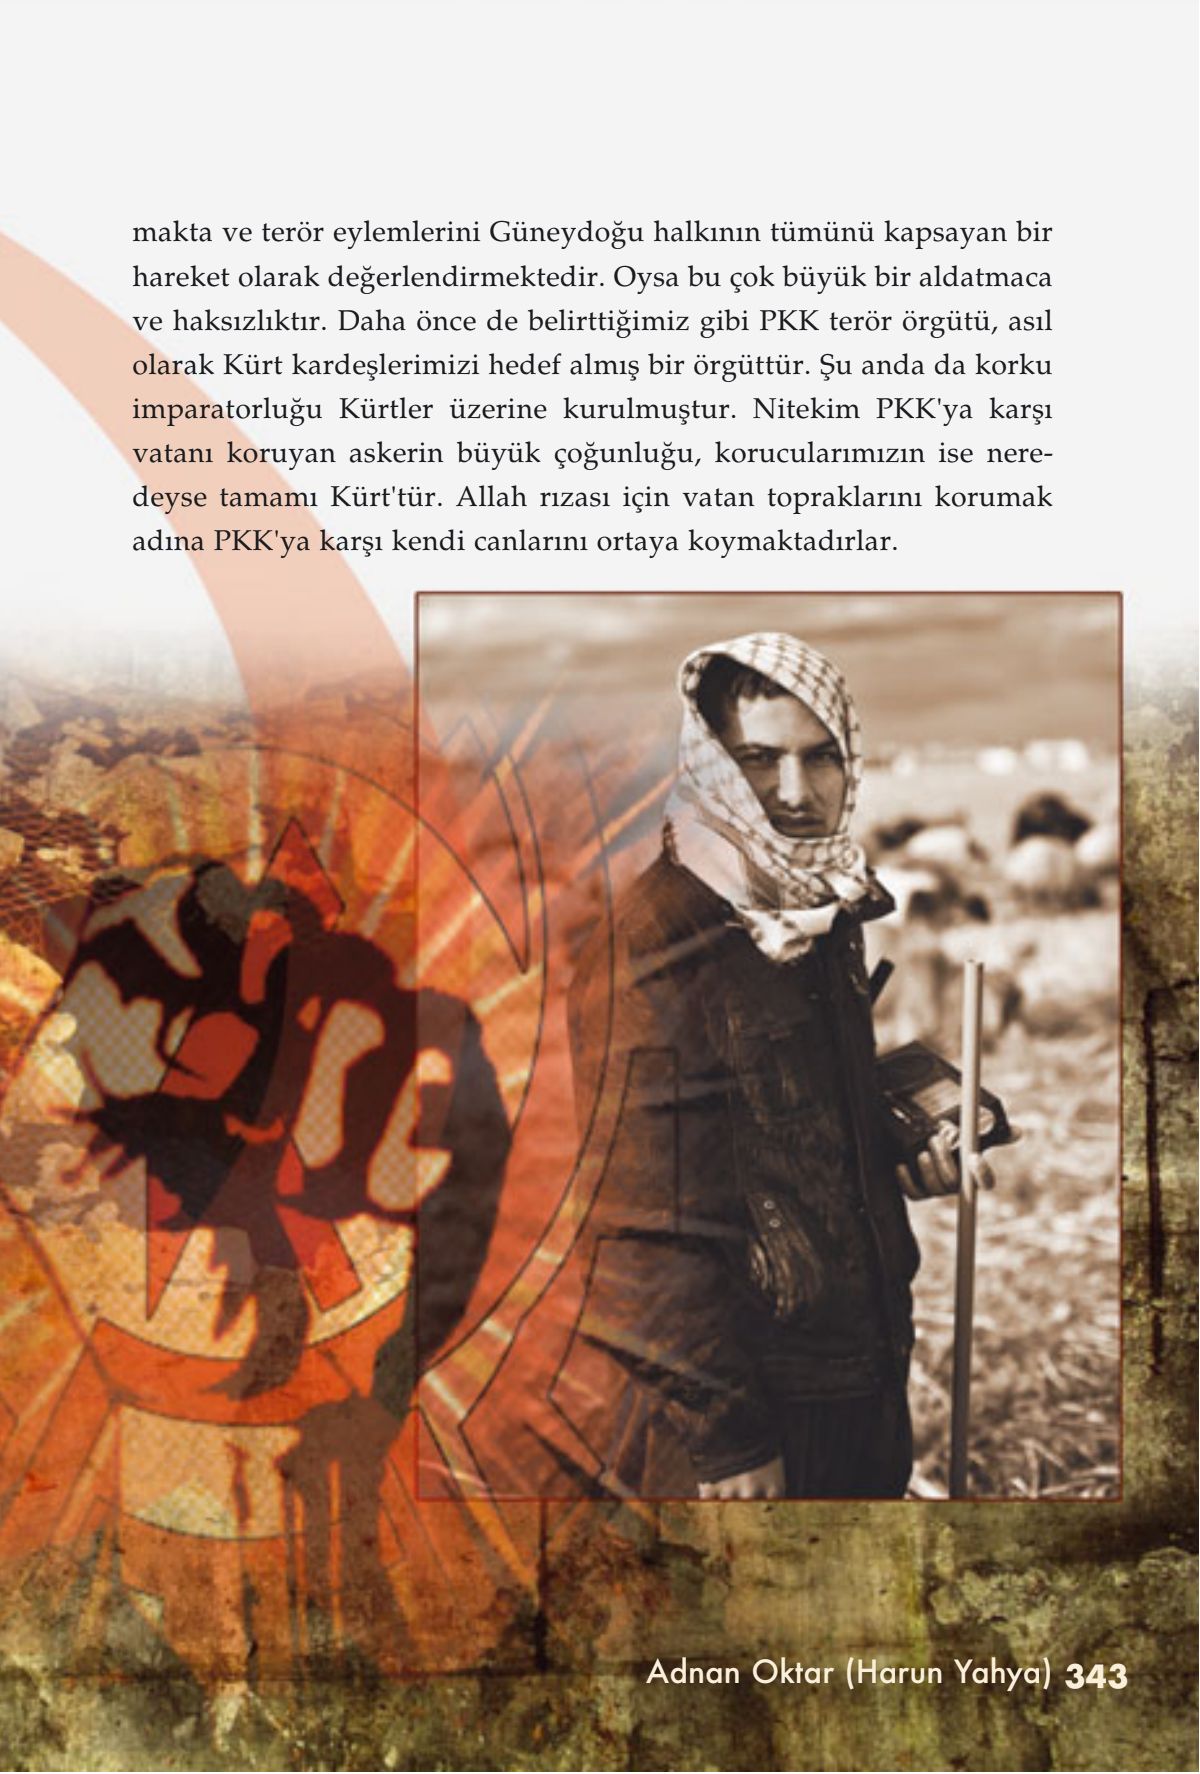 makta ve terör eylemlerini Güneydoğu halkının tümünü kapsayan bir
hareket olarak değerlendirmektedir. Oysa bu çok büyük bir aldatmaca
ve haksızlıktır. Daha önce de belirttiğimiz gibi PKK terör örgütü, asıl
olarak Kürt kardeşlerimizi hedef almış bir örgüttür. Şu anda da korku
imparatorluğu Kürtler üzerine kurulmuştur. Nitekim PKK'ya karşı
vatanı koruyan askerin büyük çoğunluğu, korucularımızın ise nere-
deyse tamamı Kürt'tür. Allah rızası için vatan topraklarını korumak
adına PKK'ya karşı kendi canlarını ortaya koymaktadırlar.
Adnan Oktar (Harun Yahya) 343